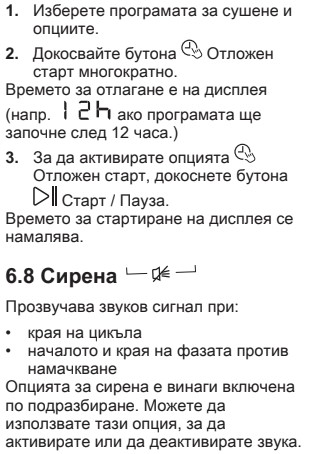 1. Изберете програмата за сушене и
опциите.
2. Докосвайте бутона Отложен
старт многократно.
Времето за отлагане е на дисплея
(напр. 12h ако програмата ще
започне след 12 часа.)
3. За да активирате опцията
Отложен старт, докоснете бутона
Старт / Пауза.
Времето за стартиране на дисплея се
намалява.
6.8 Сирена
Прозвучава звуков сигнал при:
• края на цикъла
• началото и края на фазата против
намачкване
Опцията за сирена е винаги включена
по подразбиране. Можете да
използвате тази опция, за да
активирате или да деактивирате звука.